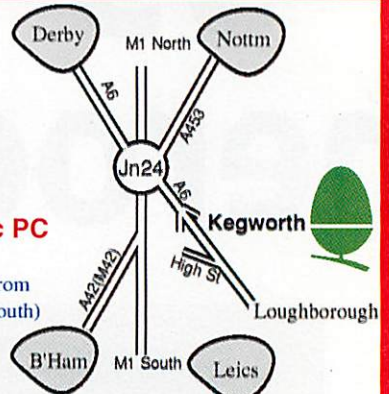 Derby
M1 North
Nottm
A6
A453
Jn24
A6
c PC
Kegworth
rom
outh)
A42(M42)
High St
Loughborough
B'Ham
M1 South
Leics